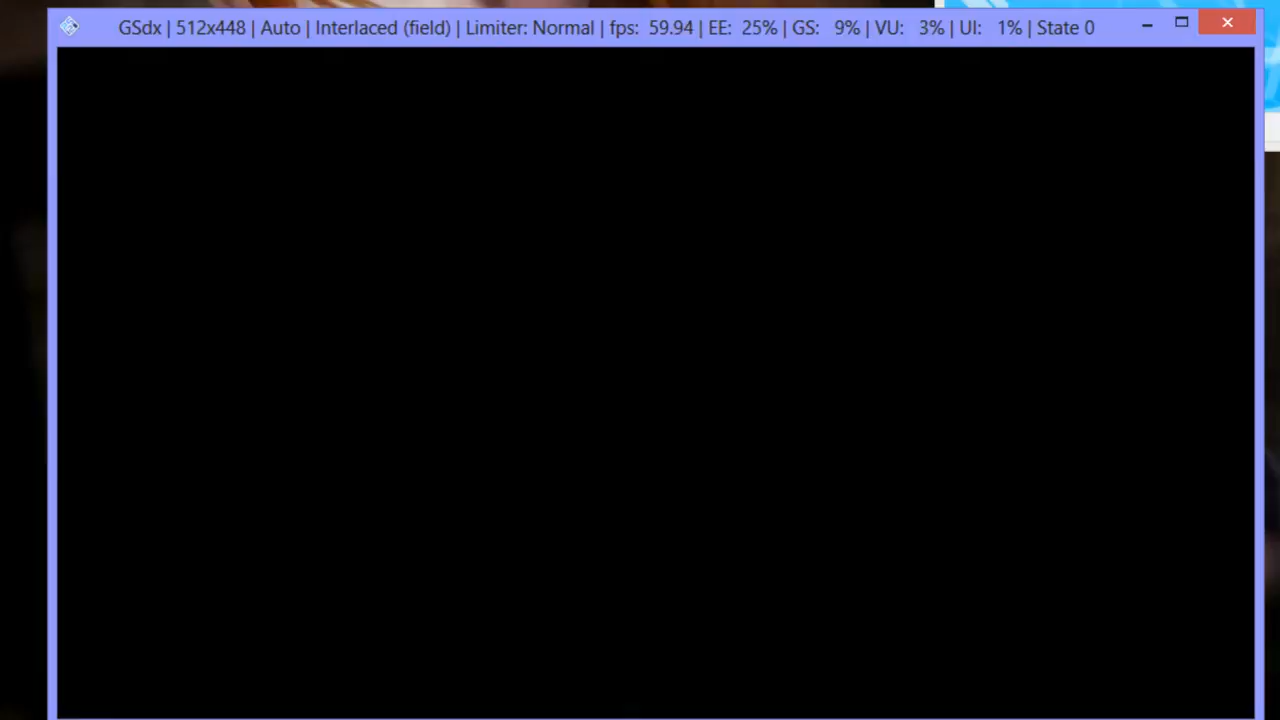 GSdx | 512x448 | Auto | Interlaced (field) | Limiter: Normal | fps: 59.94 | EE: 25% | GS: 9% | VU: 3% | UI: 1% | State 0